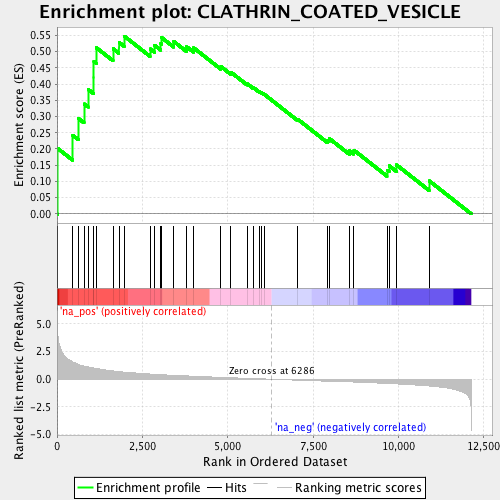 Enrichment plot: CLATHRIN_COATED_VESICLE
Enrichment score (ES)
0.55
0.50
0.45
0.40
0.35
0.30
0.25
0.20
0.15
0.10
0.05
0.00
'na_pos' (positively correlated)
Ranked list metric (PreRanked)
5.0
2.5
0.0
-2.5
-5.0
Zero cross at 6286
'na_neg' (negatively correlated)
0
2,500
5,000
7,500
10,000
12,500
Rank in Ordered Dataset
Enrichment profile
Hits
Ranking metric scores